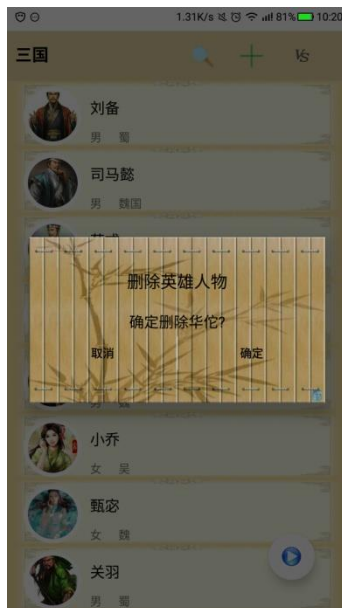 1.31K/s 81% 10:20
三国 VS
刘备
男 蜀
司马懿
男 魏国
删除英雄人物
确定删除华佗?
取消 确定
小乔
女 吴
甄宓
女 魏
关羽
男 蜀